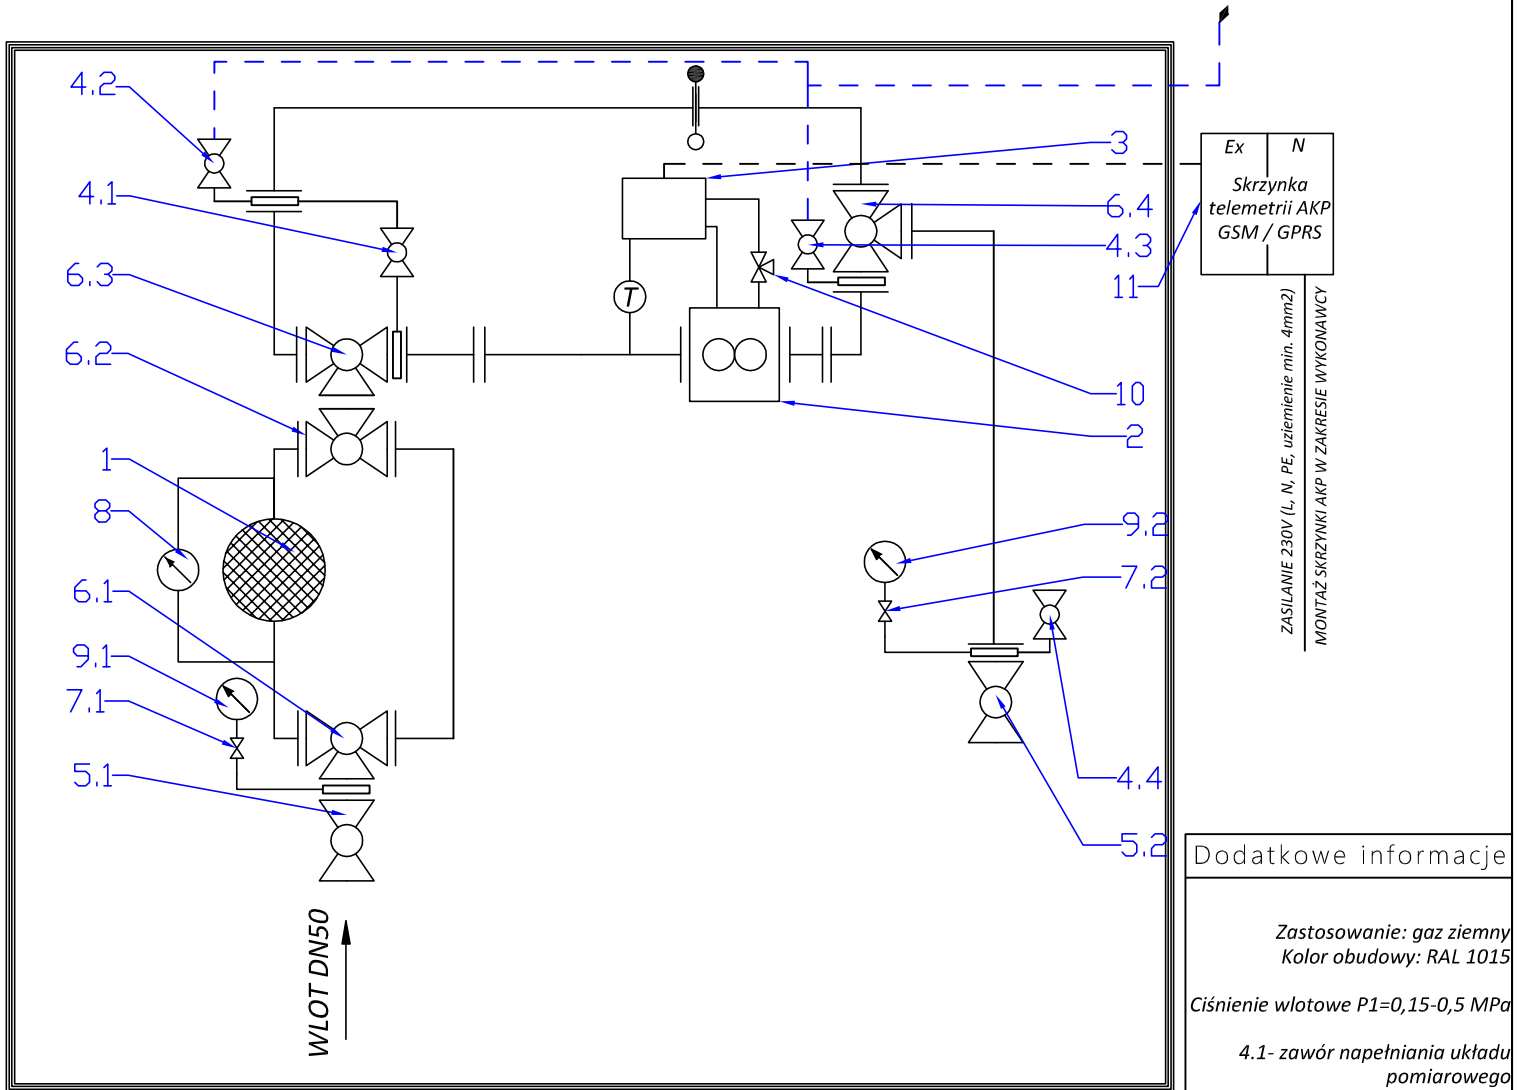 4.2
4.1
6.3
6.2
1
8
6.1
9.1
7.1
5.1
T
3
6.4
4.3
11
10
2
9.2
7.2
4.4
5.2
Ex
N
Skrzynka
telemetrii AKP
GSM / GPRS
ZASILANIE 230V (L, N, PE, uziemienie min. 4mm2)
MONTAŻ SKRZYNKI AKP W ZAKRESIE WYKONAWCY
WLOT DN50
Dodatkowe informacje
Zastosowanie: gaz ziemny
Kolor obudowy: RAL 1015
Ciśnienie wlotowe P1=0,15-0,5 MPa
4.1- zawór napełniania układu
pomiarowego